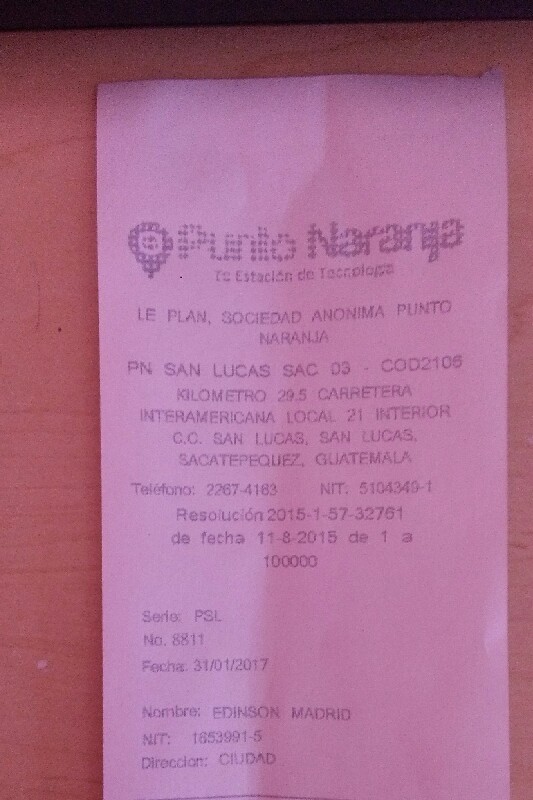 Punto Naranja
Tu Estación de Tecnología
LE PLAN, SOCIEDAD ANONIMA PUNTO
NARANJA
PN SAN LUCAS SAC 03 - COD2106
KILOMETRO 29.5 CARRETERA
INTERAMERICANA LOCAL 21 INTERIOR
C.C. SAN LUCAS, SAN LUCAS,
SACATEPEQUEZ, GUATEMALA
Teléfono: 2267-4163 NIT: 5104349-1
Resolución 2015-1-57-32761
de fecha 11-8-2015 de 1 a
100000
Serie: PSL
No. 8811
Fecha: 31/01/2017
Nombre: EDINSON MADRID
NIT: 1653991-5
Direccion: CIUDAD